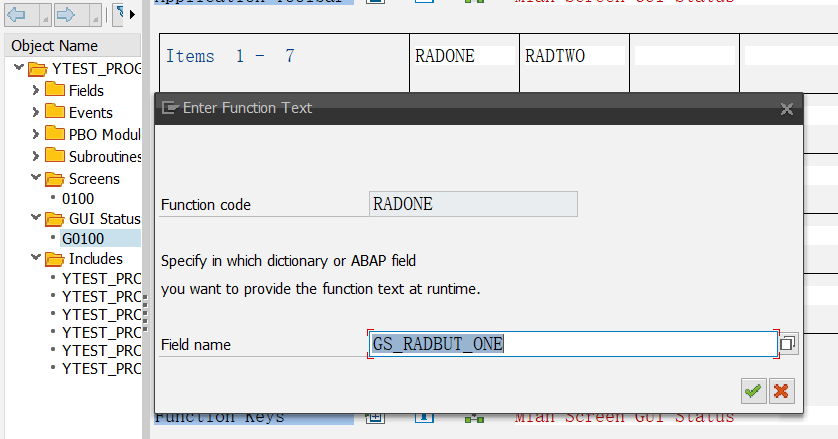 Application Toolbar
Mian Screen GUI Status
Object Name
Items 1 - 7
RADONE
RADTWO
YTEST_PROG
Fields
Events
PBO Modul
Subroutines
Screens
0100
GUI Status
G0100
Includes
YTEST_PRO
YTEST_PRO
YTEST_PRO
YTEST_PRO
YTEST_PRO
YTEST_PRO
Enter Function Text
Function code
RADONE
Specify in which dictionary or ABAP field
you want to provide the function text at runtime.
Field name
GS_RADBUT_ONE
Function Keys
Mian Screen GUI Status